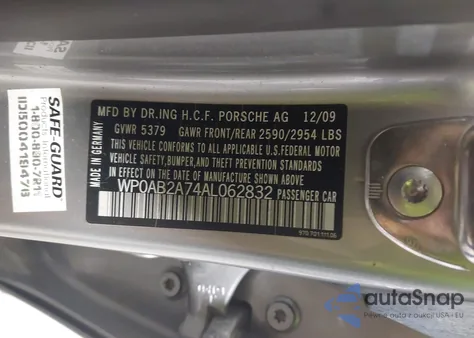 MFD BY DR.ING H.C.F. PORSCHE AG 12/09
GVWR 5379 GAWR FRONT/REAR 2590/2954 LBS
THIS VEHICLE CONFORMS TO ALL APPLICABLE
U.S. FEDERAL MOTOR VEHICLE SAFETY, BUMPER AND
THEFT PREVENTION STANDARDS IN EFFECT ON THE
DATE OF MANUFACTURE SHOWN ABOVE
WP0AB2A74AL062832
PASSENGER CAR
MADE IN GERMANY
SAFE-GUARD
1-800-800-7211
autoSnap